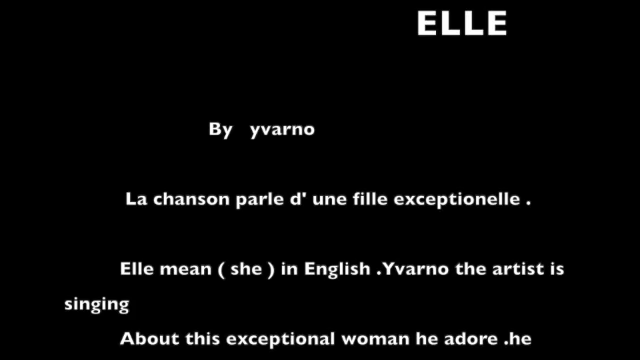 ELLE
By yvarno
La chanson parle d' une fille exceptionelle .
Elle mean ( she ) in English .Yvarno the artist is
singing
About this exceptional woman he adore .he